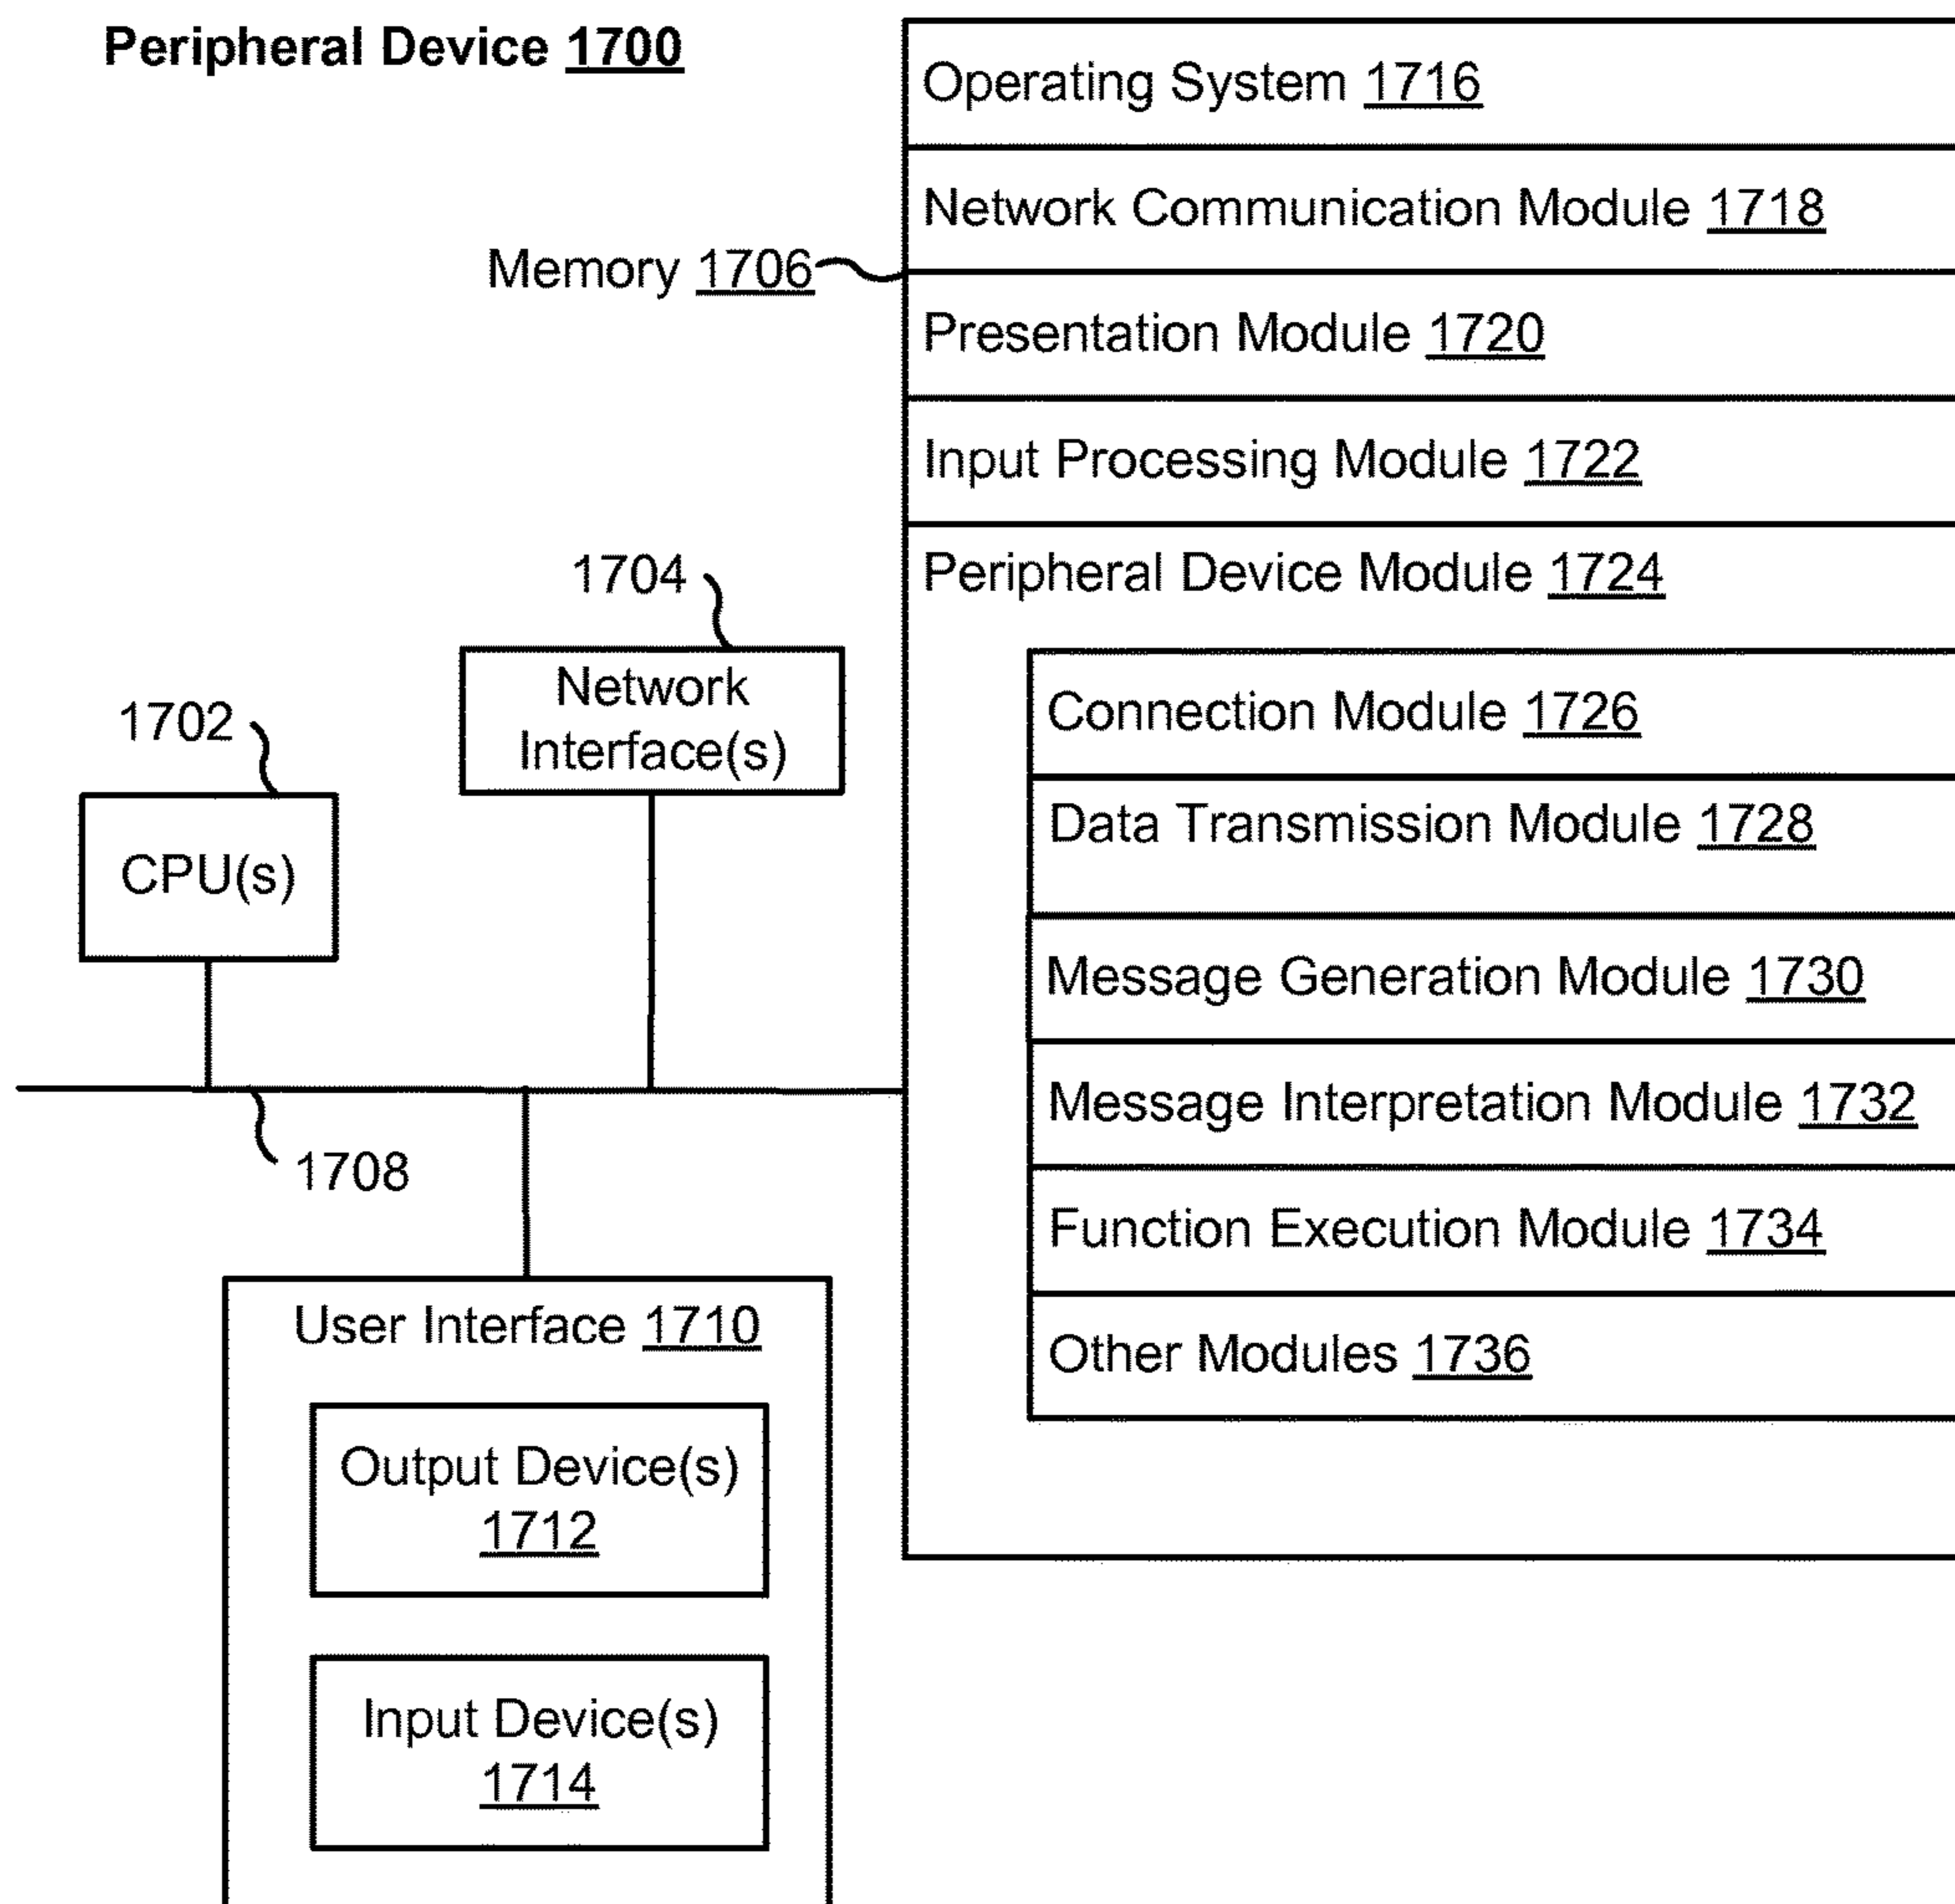 Peripheral Device 1700
Operating System 1716
Network Communication Module 1718
Memory 1706
Presentation Module 1720
Input Processing Module 1722
Peripheral Device Module 1724
1704
Network
Interface(s)
1702
CPU(s)
1708
Connection Module 1726
Data Transmission Module 1728
Message Generation Module 1730
Message Interpretation Module 1732
Function Execution Module 1734
Other Modules 1736
User Interface 1710
Output Device(s)
1712
Input Device(s)
1714